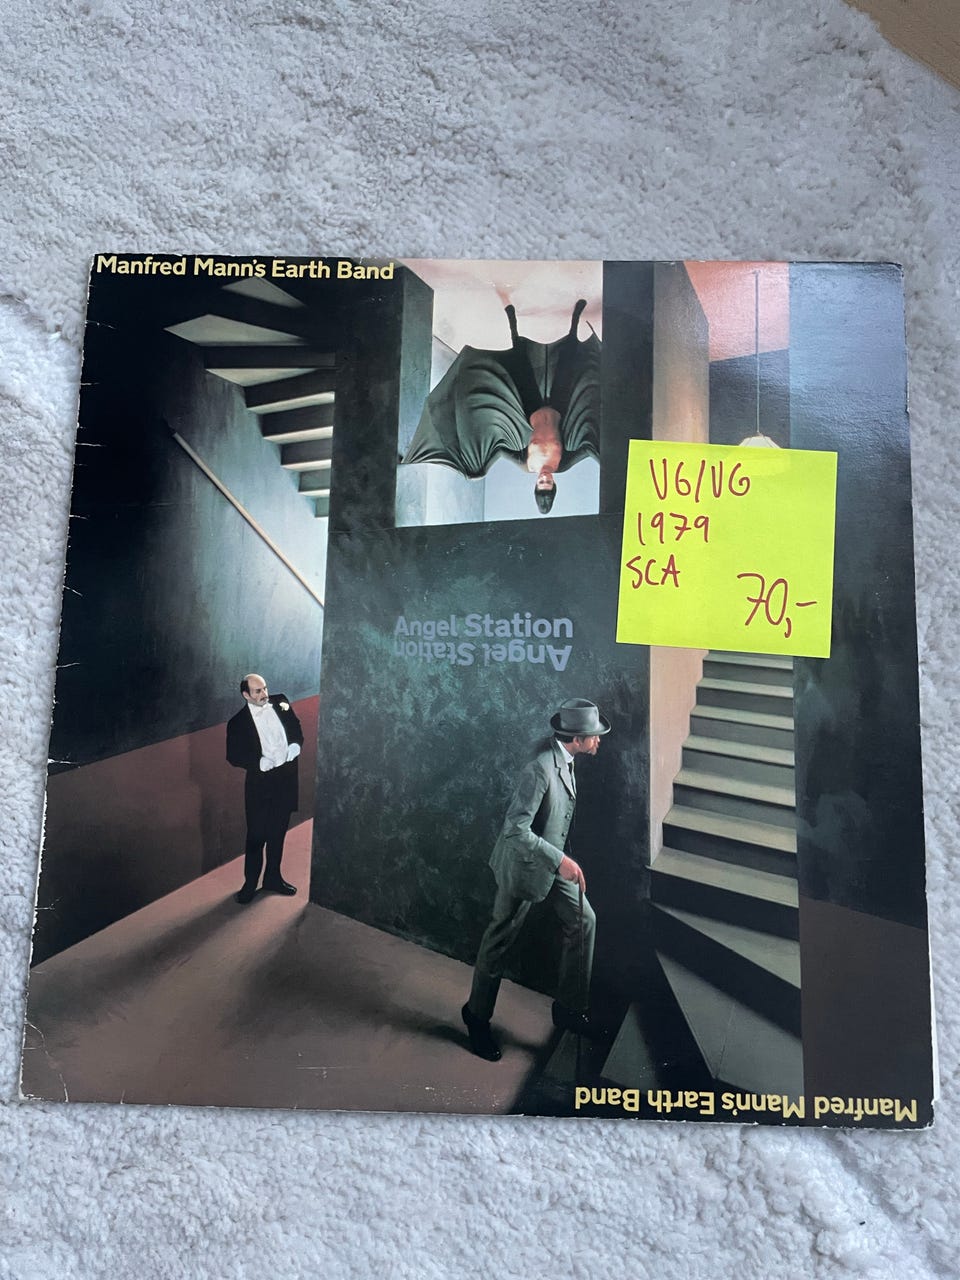 Manfred Mann's Earth Band
VG/VG
1979
SCA
70,-
Angel Station
Angel Station
Manfred Mann's Earth Band